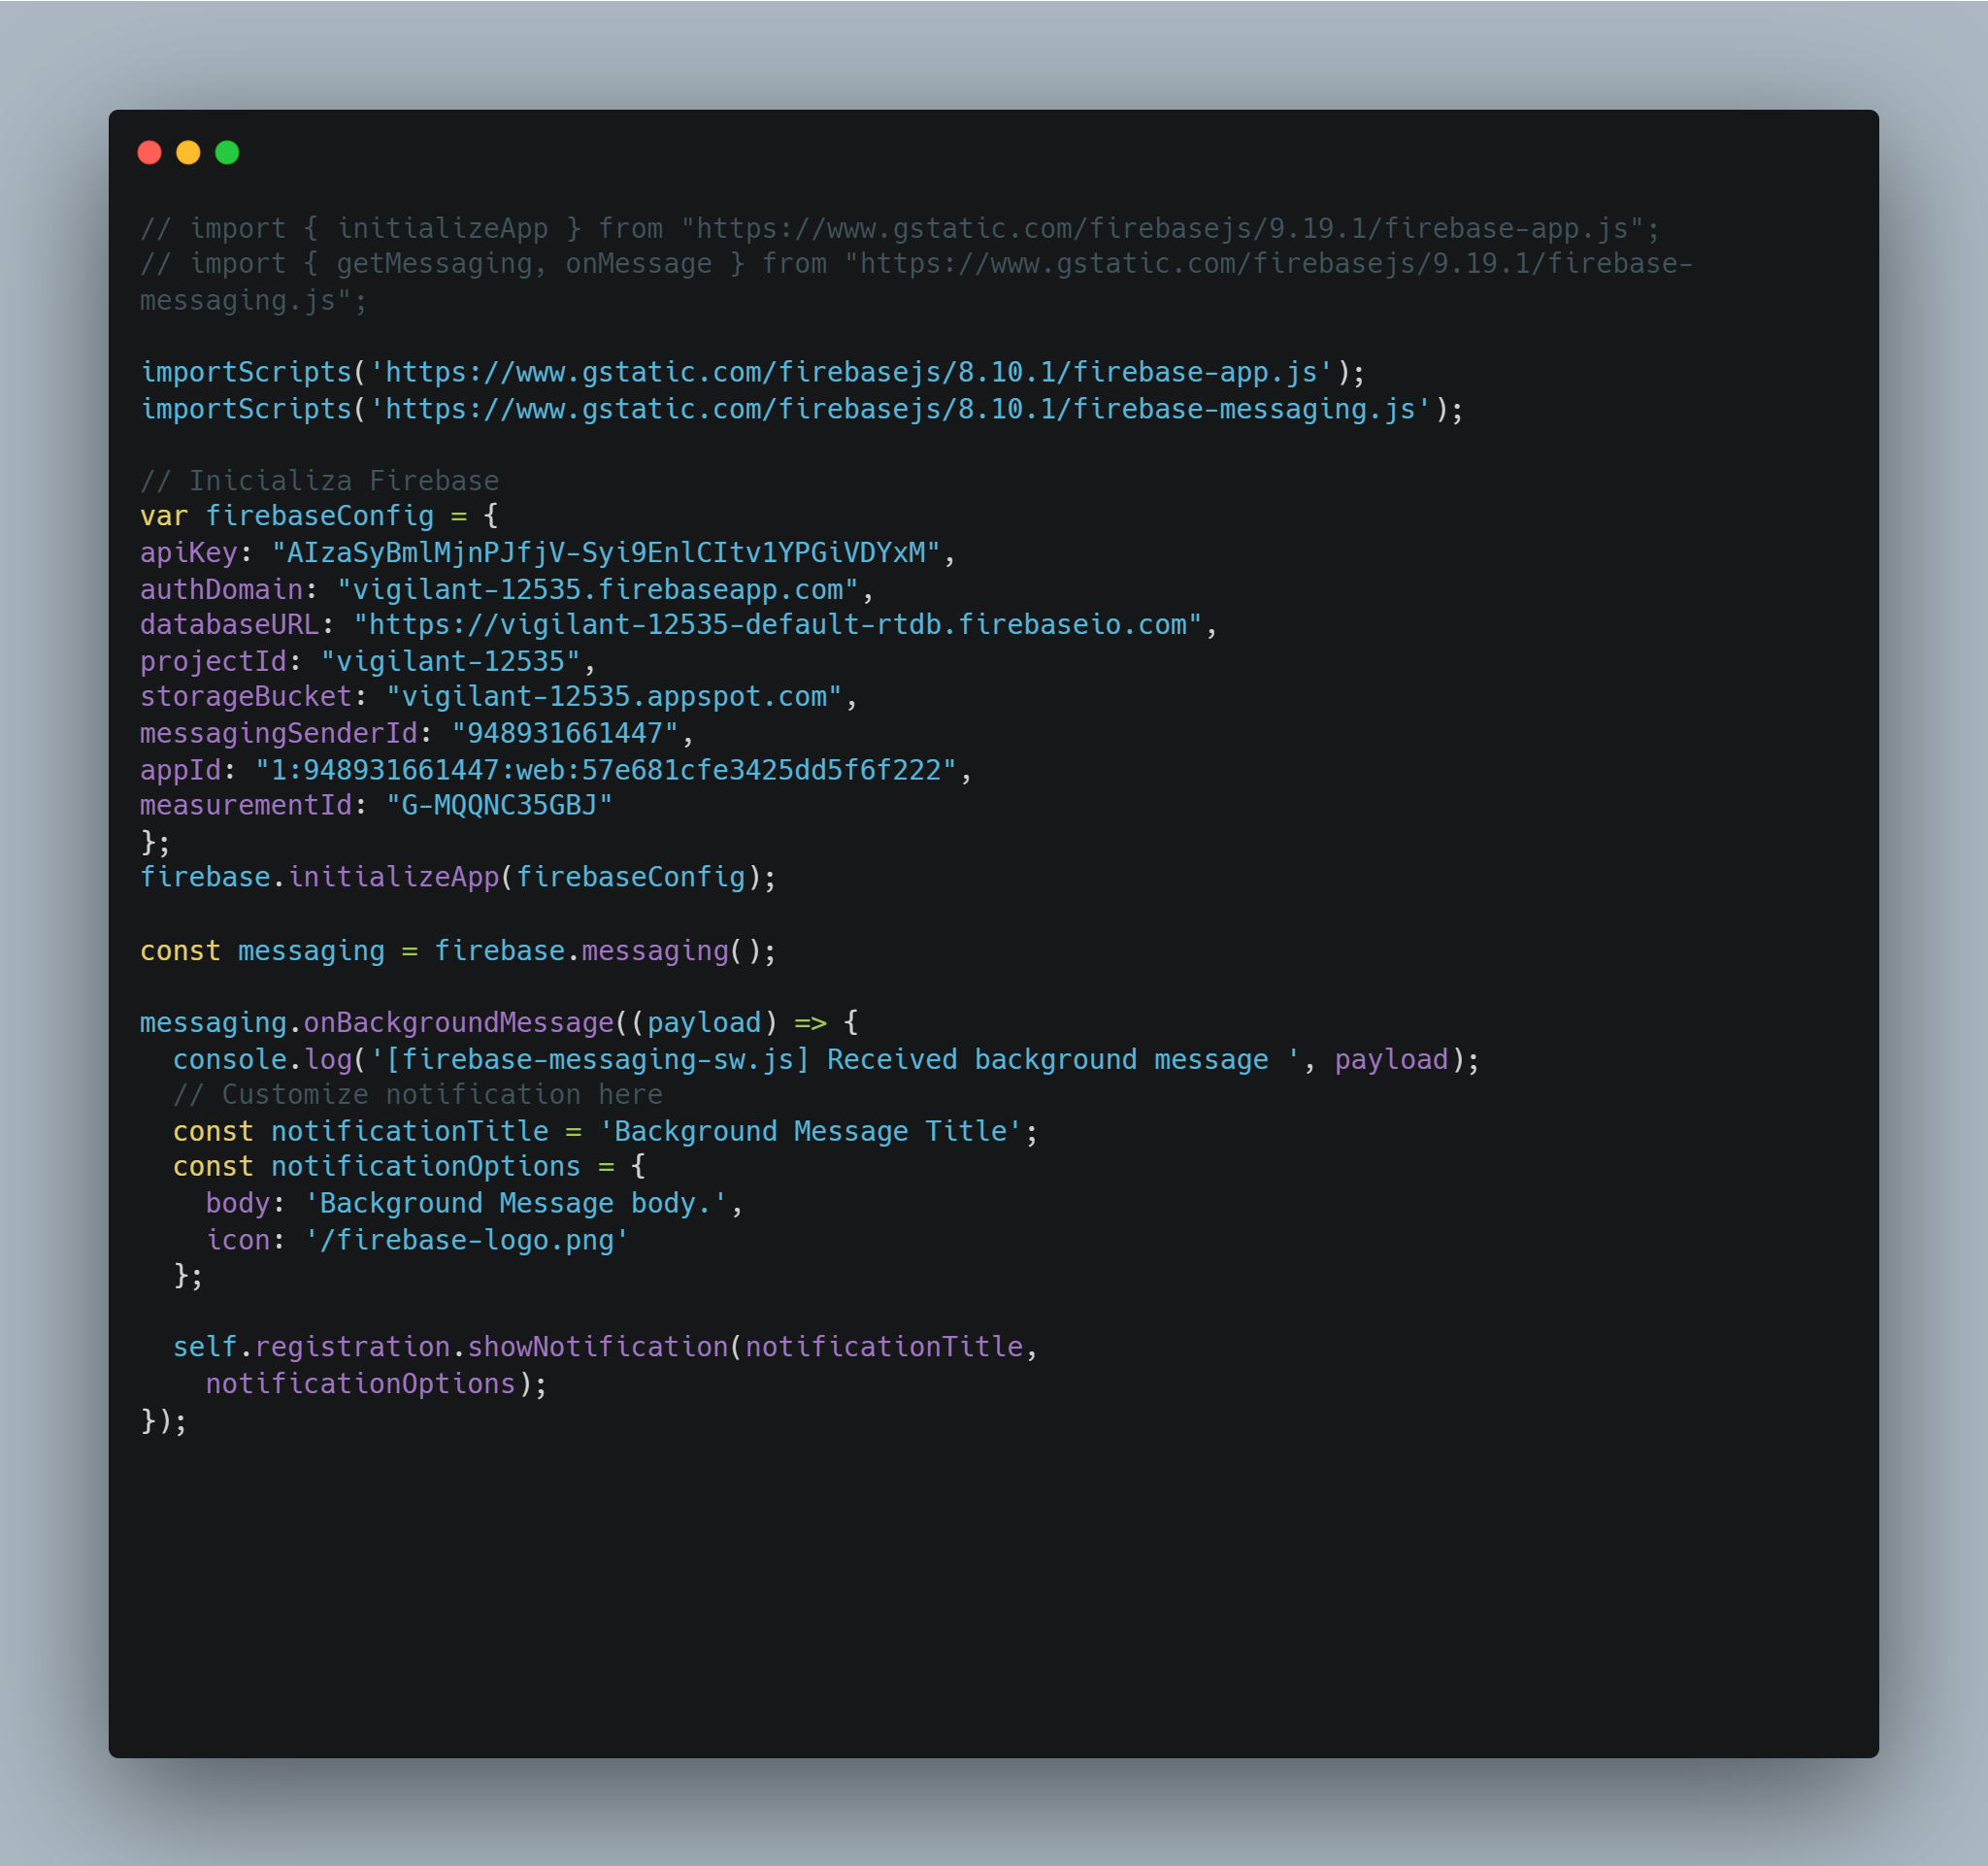 // import { initializeApp } from "https://www.gstatic.com/firebasejs/9.19.1/firebase-app.js";
// import { getMessaging, onMessage } from "https://www.gstatic.com/firebasejs/9.19.1/firebase-
messaging.js";

importScripts('https://www.gstatic.com/firebasejs/8.10.1/firebase-app.js');
importScripts('https://www.gstatic.com/firebasejs/8.10.1/firebase-messaging.js');

// Inicializa Firebase
var firebaseConfig = {
apiKey: "AIzaSyBmlMjnPJfjV-Syi9EnlCItv1YPGiVDYxM",
authDomain: "vigilant-12535.firebaseapp.com",
databaseURL: "https://vigilant-12535-default-rtdb.firebaseio.com",
projectId: "vigilant-12535",
storageBucket: "vigilant-12535.appspot.com",
messagingSenderId: "948931661447",
appId: "1:948931661447:web:57e681cfe3425dd5f6f222",
measurementId: "G-MQQNC35GBJ"
};
firebase.initializeApp(firebaseConfig);

const messaging = firebase.messaging();

messaging.onBackgroundMessage((payload) => {
  console.log('[firebase-messaging-sw.js] Received background message ', payload);
  // Customize notification here
  const notificationTitle = 'Background Message Title';
  const notificationOptions = {
    body: 'Background Message body.',
    icon: '/firebase-logo.png'
  };

  self.registration.showNotification(notificationTitle,
    notificationOptions);
});